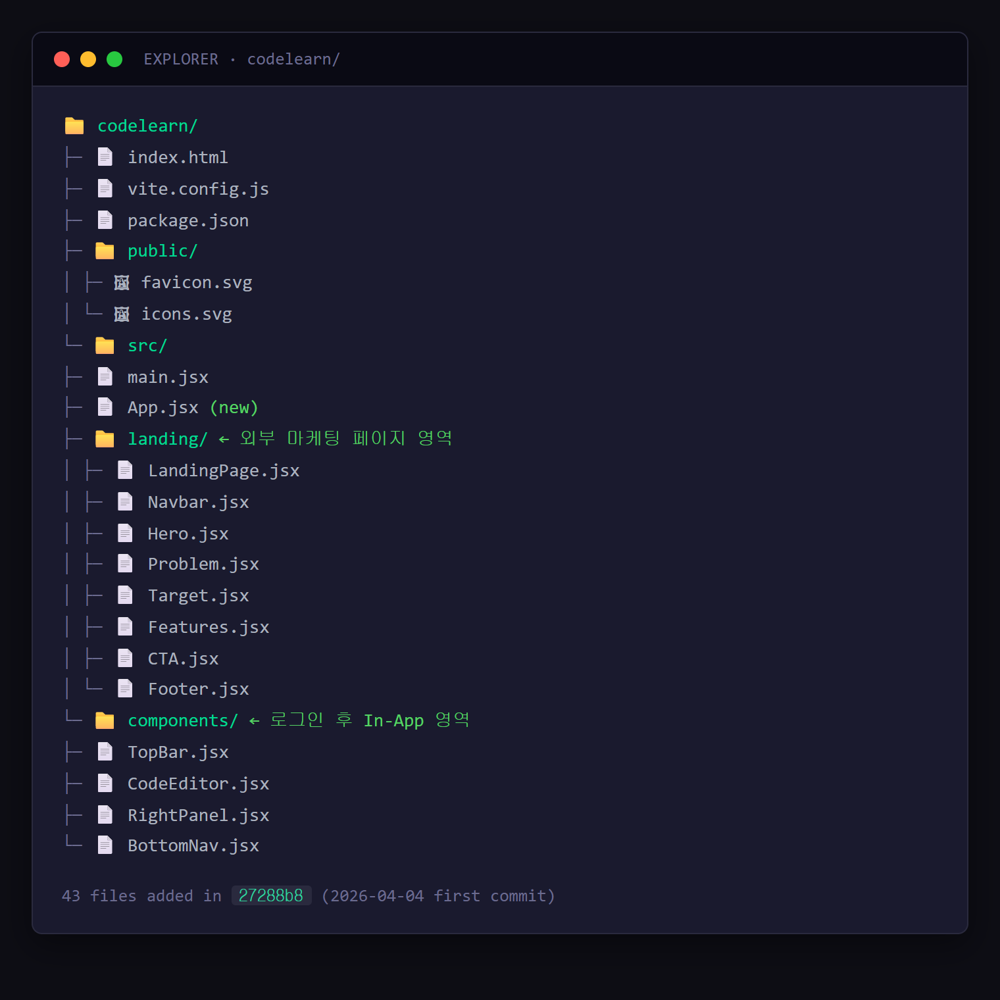 EXPLORER · codelearn/
codelearn/
├─ index.html
├─ vite.config.js
├─ package.json
├─ public/
│ ├─ favicon.svg
│ └─ icons.svg
└─ src/
├─ main.jsx
├─ App.jsx (new)
├─ landing/ ← 외부 마케팅 페이지 영역
│ ├─ LandingPage.jsx
│ ├─ Navbar.jsx
│ ├─ Hero.jsx
│ ├─ Problem.jsx
│ ├─ Target.jsx
│ ├─ Features.jsx
│ ├─ CTA.jsx
│ └─ Footer.jsx
└─ components/ ← 로그인 후 In-App 영역
├─ TopBar.jsx
├─ CodeEditor.jsx
├─ RightPanel.jsx
└─ BottomNav.jsx
43 files added in 27288b8 (2026-04-04 first commit)